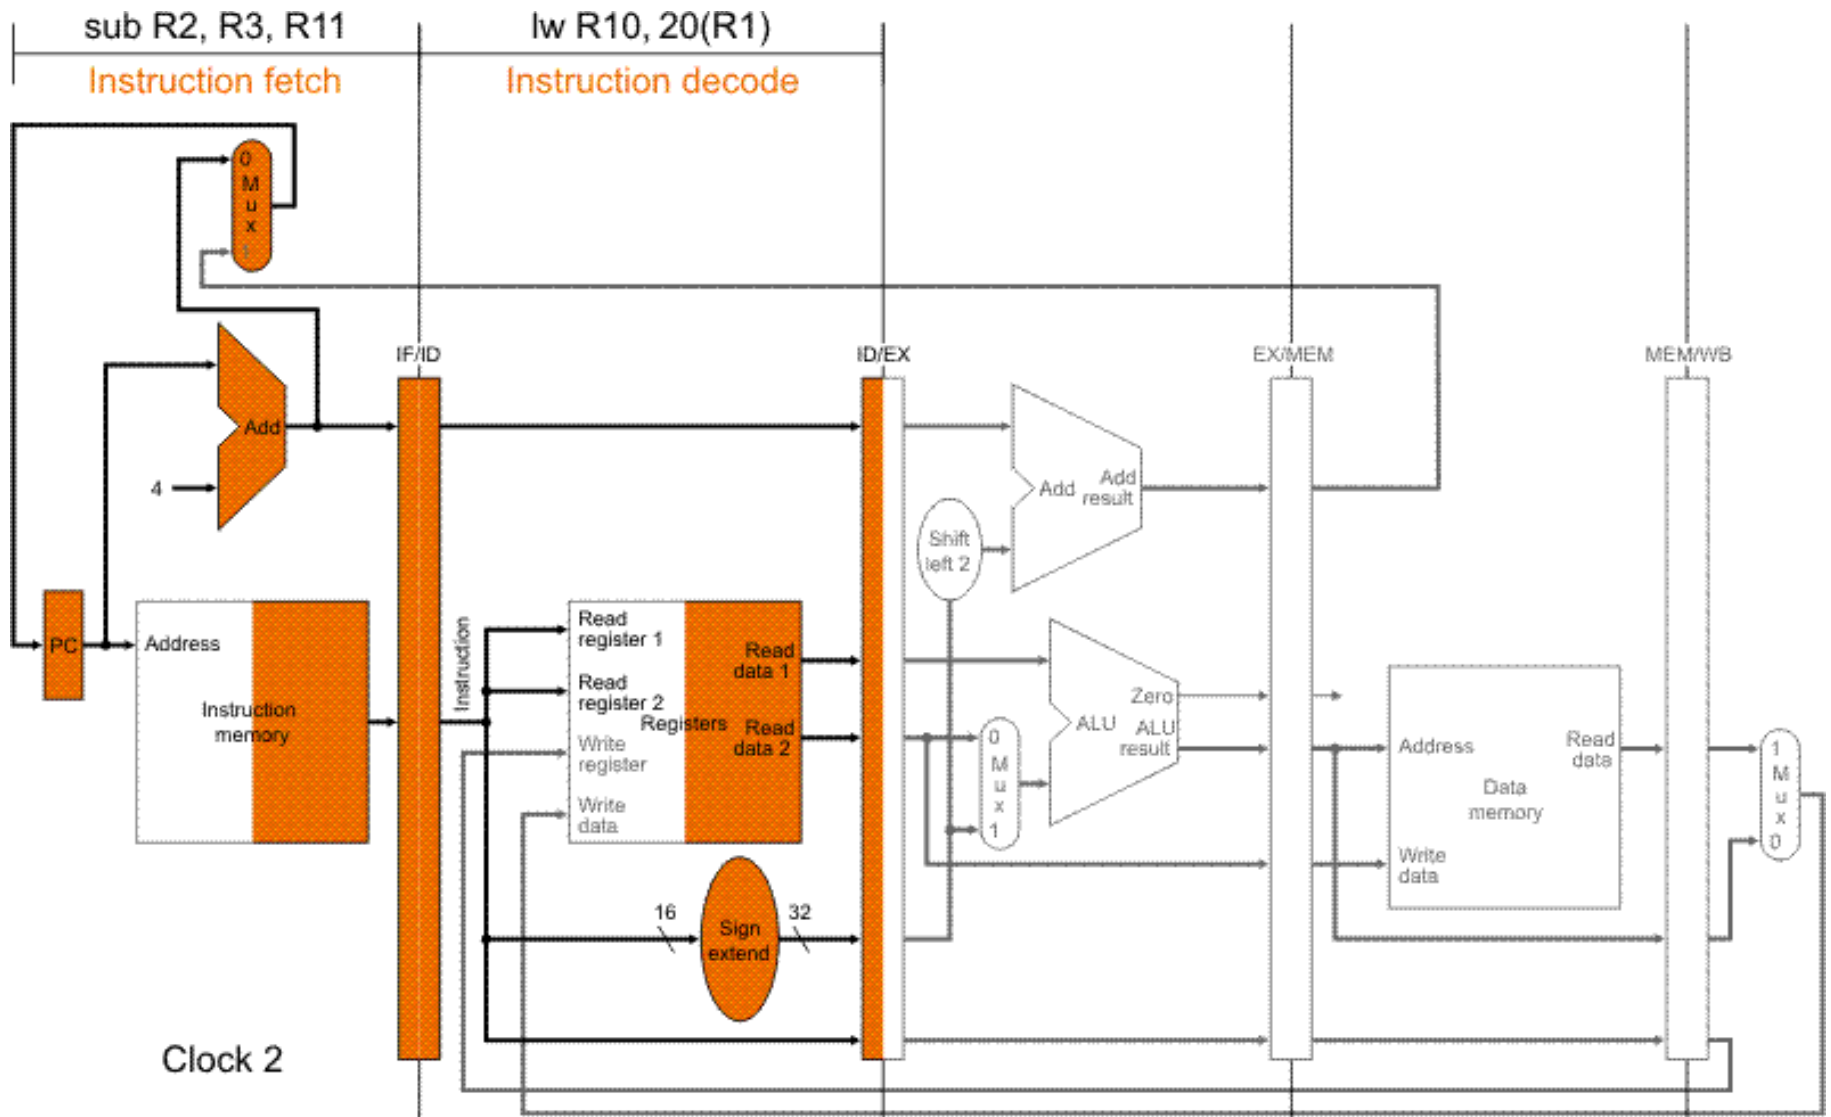 sub R2, R3, R11
lw R10, 20(R1)
Instruction fetch
Instruction decode
0
M
u
x
1
IF/ID
ID/EX
EX/MEM
MEM/WB
Add
4
Add
Add
result
Shift
left 2
PC
Address
Instruction
memory
Instruction
Read
register 1
Read
register 2
Write
register
Write
data
Registers
Read
data 1
Read
data 2
0
M
u
x
1
Zero
ALU
ALU
result
Address
Read
data
Data
memory
Write
data
1
M
u
x
0
16
Sign
extend
32
Clock 2